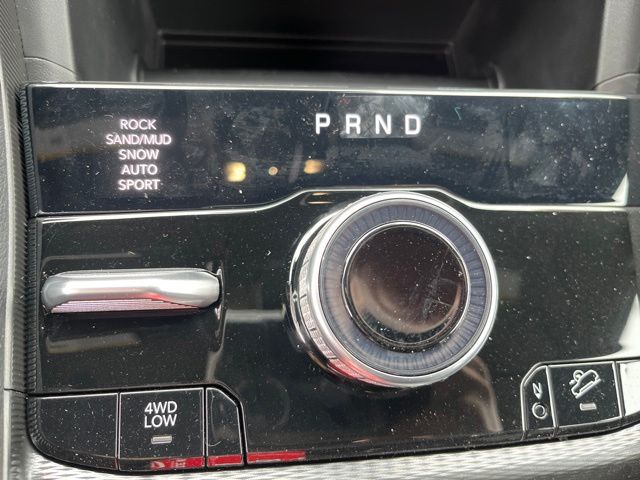 ROCK
SAND/MUD
SNOW
AUTO
SPORT
P R N D
4WD
LOW
N